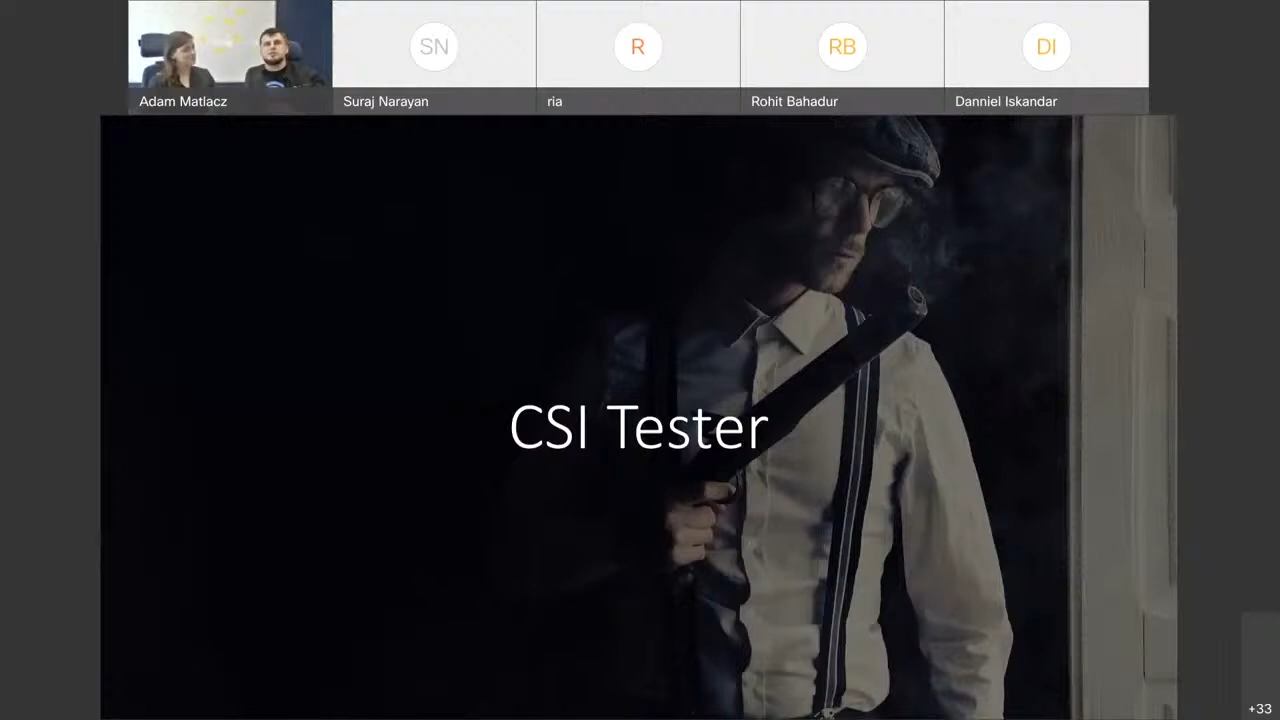 SN
R
RB
DI
Adam Matlacz
Suraj Narayan
ria
Rohit Bahadur
Danniel Iskandar
CSI Tester
+33